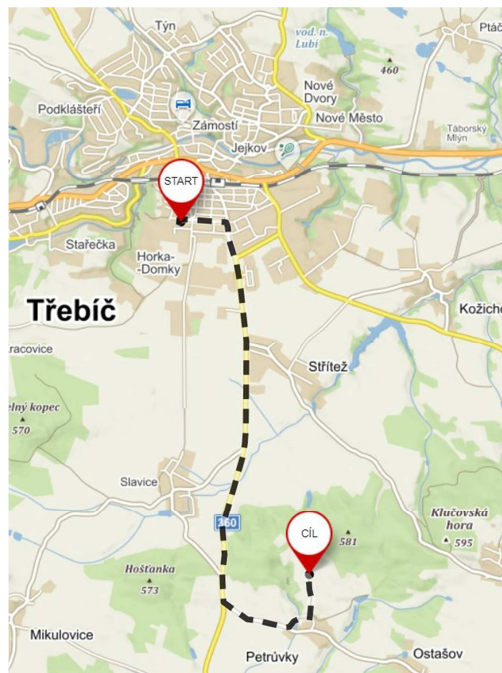 Týn
vod. n.
Lubí
Ptáč
460
Nové
Dvory
Podklášteří
Zámostí
Nové Město
Jejkov
Táborský
Mlýn
START
Stařečka
Horka-
-Domky
Třebíč
Kožich
racovice
Střítež
elný kopec
570
Slavice
Klučovská
hora
595
360
CÍL
581
Hošťanka
573
Mikulovice
Petrůvky
Ostašov